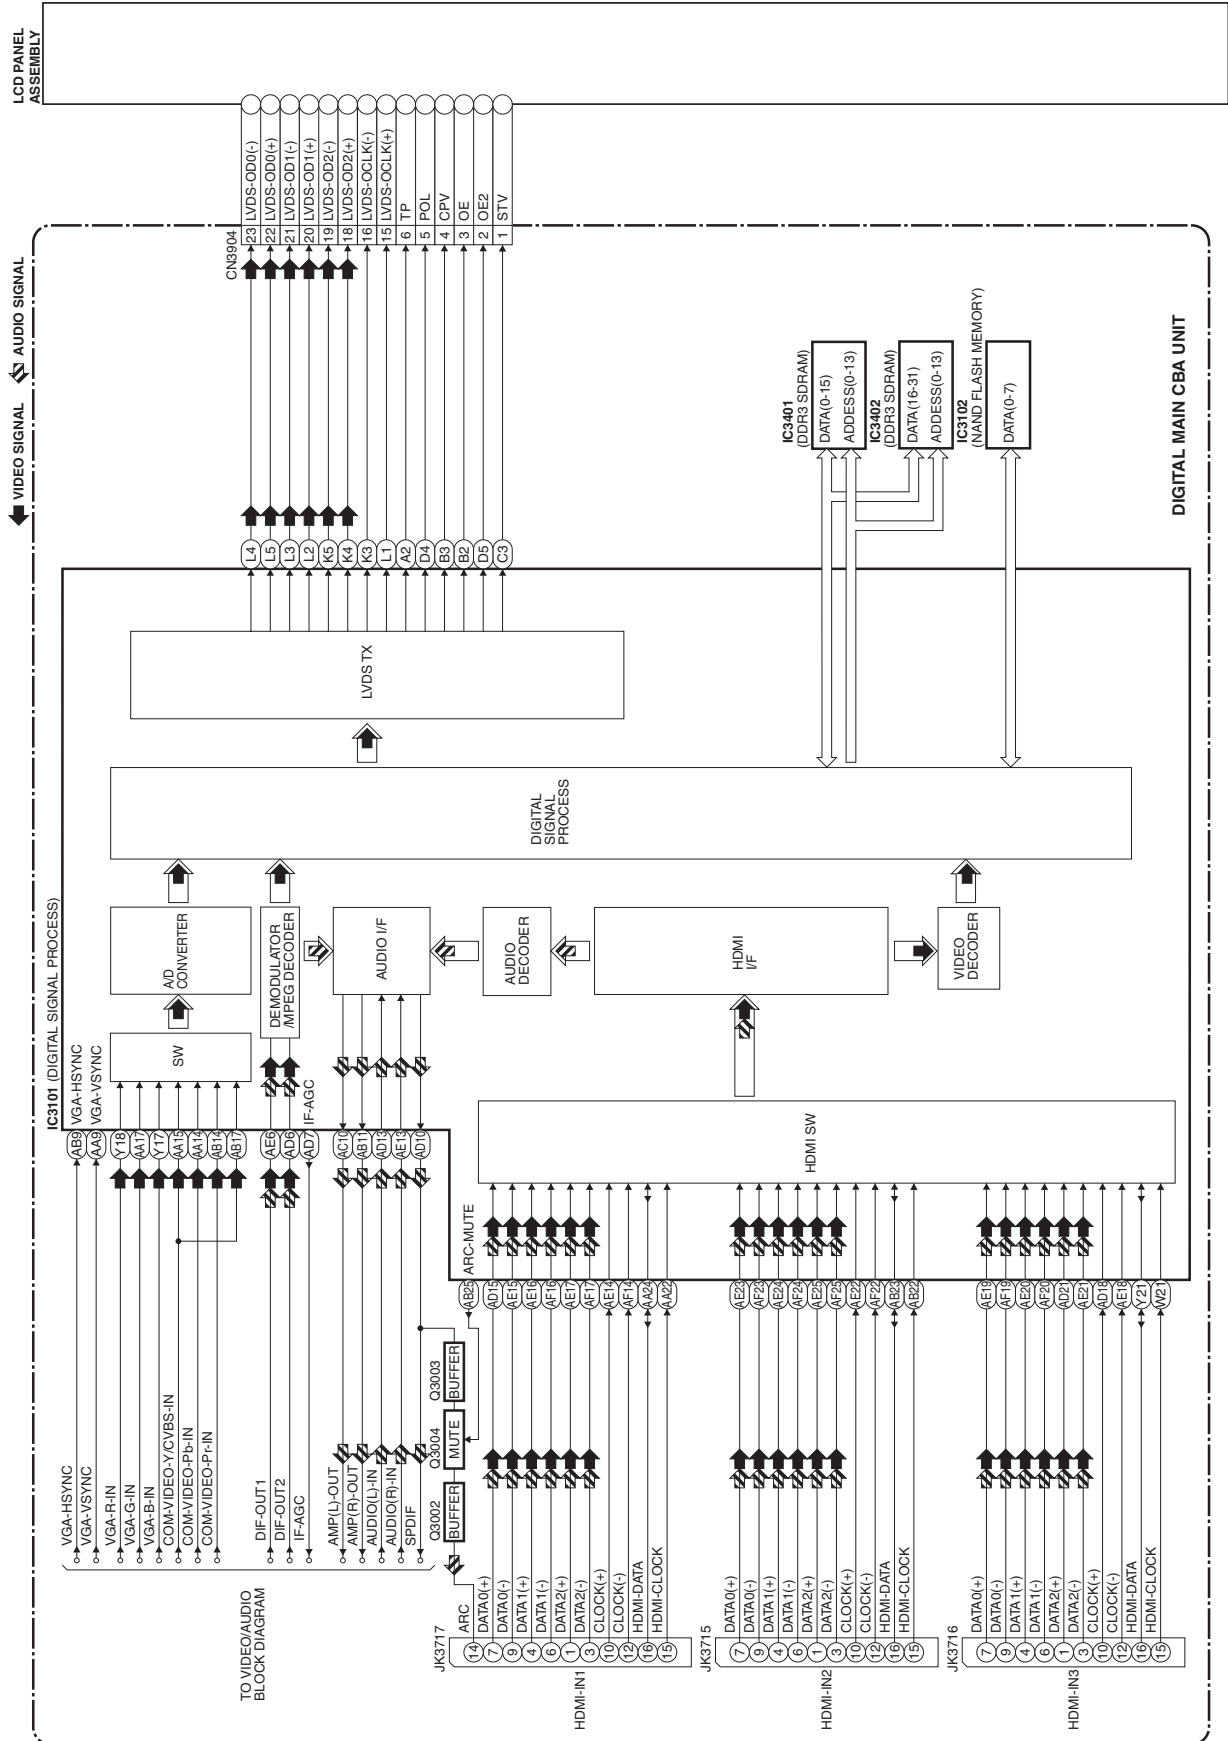 LCD PANEL
ASSEMBLY
VIDEO SIGNAL
AUDIO SIGNAL
CN3904
23 LVDS-OD0(-)
22 LVDS-OD0(+)
21 LVDS-OD1(-)
20 LVDS-OD1(+)
19 LVDS-OD2(-)
18 LVDS-OD2(+)
16 LVDS-OCLK(-)
15 LVDS-OCLK(+)
6 TP
5 POL
4 CPV
3 OE
2 OE2
1 STV
L4
L5
L3
L2
K5
K4
K3
L1
A2
D4
B3
B2
D5
C3
IC3401
(DDR3 SDRAM)
DATA(0-15)
ADDESS(0-13)
IC3402
(DDR3 SDRAM)
DATA(16-31)
ADDESS(0-13)
IC3102
(NAND FLASH MEMORY)
DATA(0-7)
DIGITAL MAIN CBA UNIT
LVDS TX
DIGITAL
SIGNAL
PROCESS
IC3101 (DIGITAL SIGNAL PROCESS)
A/D
CONVERTER
DEMODULATOR
/MPEG DECODER
AUDIO I/F
AUDIO
DECODER
HDMI
I/F
VIDEO
DECODER
SW
HDMI SW
AB9 VGA-HSYNC
AA9 VGA-VSYNC
Y18
AA17
Y17
AA15
AA14
AB14
AB17
AE6
AD6
AD7 IF-AGC
AC10
AB11
AD13
AE13
AD10
AB25 ARC-MUTE
AD15
AE15
AE16
AF16
AE17
AF17
AE14
AF14
AA24
AA22
AE23
AF23
AE24
AF24
AE25
AF25
AE22
AF22
AB23
AB22
AE19
AF19
AE20
AF20
AD21
AE21
AD18
AE18
Y21
W21
VGA-HSYNC
VGA-VSYNC
VGA-R-IN
VGA-G-IN
VGA-B-IN
COM-VIDEO-Y/CVBS-IN
COM-VIDEO-Pb-IN
COM-VIDEO-Pr-IN
DIF-OUT1
DIF-OUT2
IF-AGC
AMP(L)-OUT
AMP(R)-OUT
AUDIO(L)-IN
AUDIO(R)-IN
SPDIF
Q3003
BUFFER
Q3004
MUTE
Q3002
BUFFER
TO VIDEO/AUDIO
BLOCK DIAGRAM
JK3717
14 ARC
7 DATA0(+)
9 DATA0(-)
4 DATA1(+)
6 DATA1(-)
1 DATA2(+)
3 DATA2(-)
10 CLOCK(+)
12 CLOCK(-)
16 HDMI-DATA
15 HDMI-CLOCK
HDMI-IN1
JK3715
7 DATA0(+)
9 DATA0(-)
4 DATA1(+)
6 DATA1(-)
1 DATA2(+)
3 DATA2(-)
10 CLOCK(+)
12 CLOCK(-)
16 HDMI-DATA
15 HDMI-CLOCK
HDMI-IN2
JK3716
7 DATA0(+)
9 DATA0(-)
4 DATA1(+)
6 DATA1(-)
1 DATA2(+)
3 DATA2(-)
10 CLOCK(+)
12 CLOCK(-)
16 HDMI-DATA
15 HDMI-CLOCK
HDMI-IN3